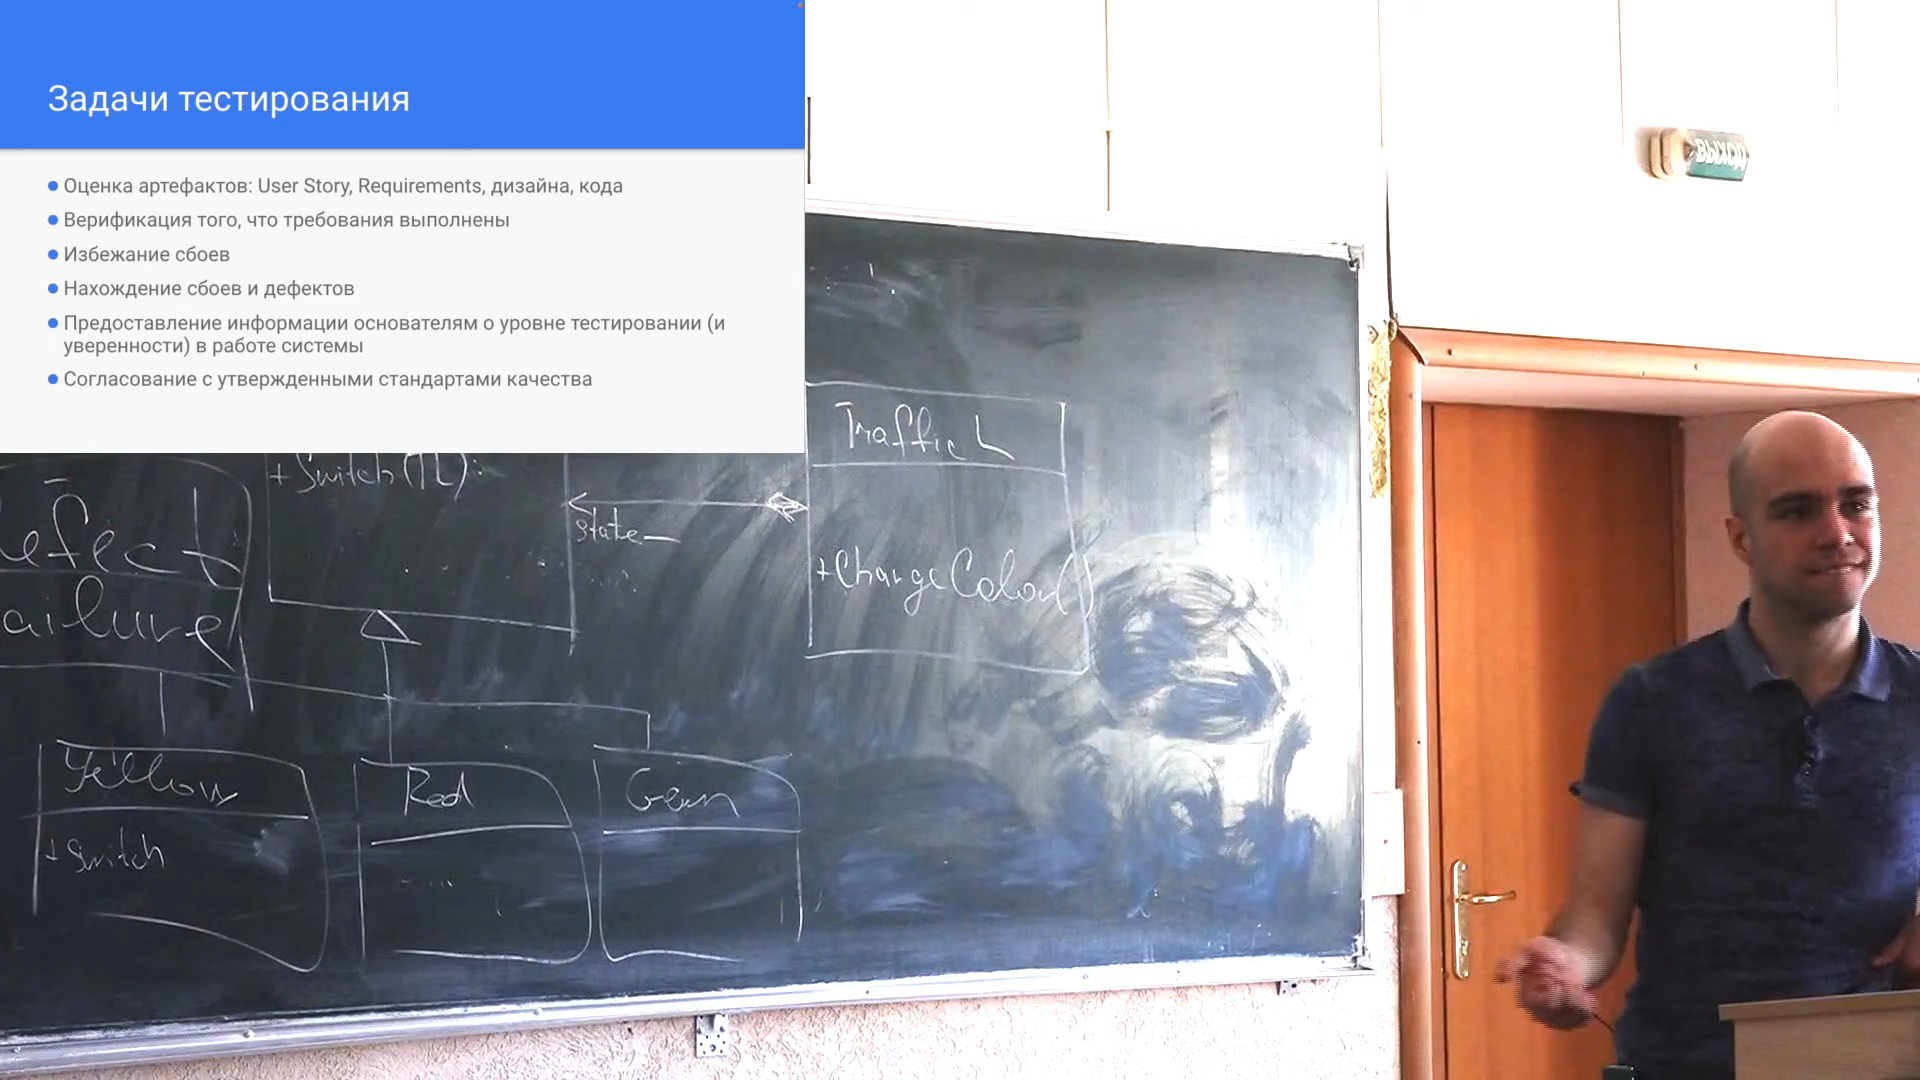 Задачи тестирования
Оценка артефактов: User Story, Requirements, дизайна, кода
Верификация того, что требования выполнены
Избежание сбоев
Нахождение сбоев и дефектов
Предоставление информации основателям о уровне тестировании (и
уверенности) в работе системы
Согласование с утвержденными стандартами качества
ВЫХОД
TrafficL
+ChangeColor()
+Switch(TL):
state
efect
ailure
Yellow
+Switch
Red